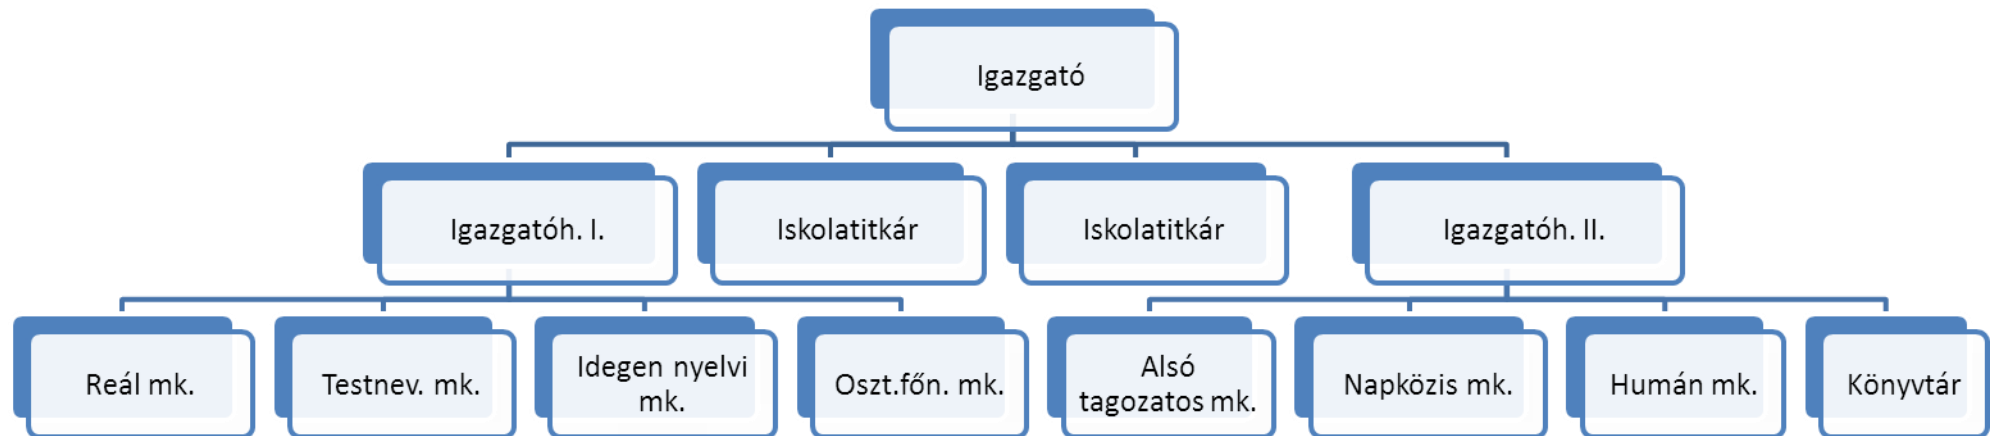 Igazgató
Igazgatóh. I.
Iskolatitkár
Iskolatitkár
Igazgatóh. II.
Reál mk.
Testnev. mk.
Idegen nyelvi
mk.
Oszt.főn. mk.
Alsó
tagozatos mk.
Napközis mk.
Humán mk.
Könyvtár